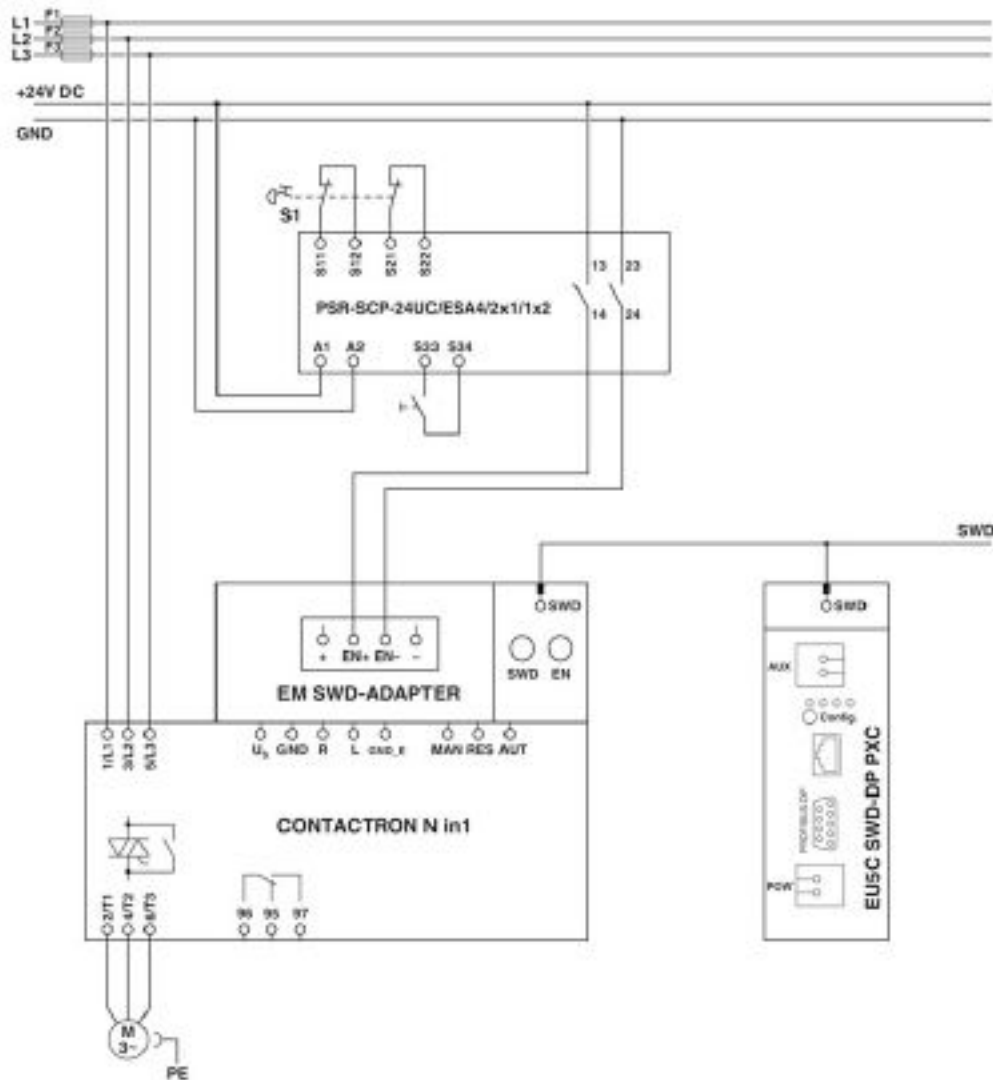 L1 F1
L2 F2
L3 F3
+24V DC
GND
S1
S11 S12 S21 S22
13 23
PSR-SCP-24UC/ESA4/2x1/1x2
14 24
A1 A2 S33 S34
SWD
SWD SWD
+ EN+ EN- -
SWD EN
AUX
EM SWD-ADAPTER
Config.
1/L1 3/L2 5/L3
Us GND R L GND_E MAN RES AUT
CONTACTRON N in1
PROFIBUS DP
EU5C SWD-DP PXC
POW
2/T1 4/T2 6/T3
96 95 97
M
3~
PE